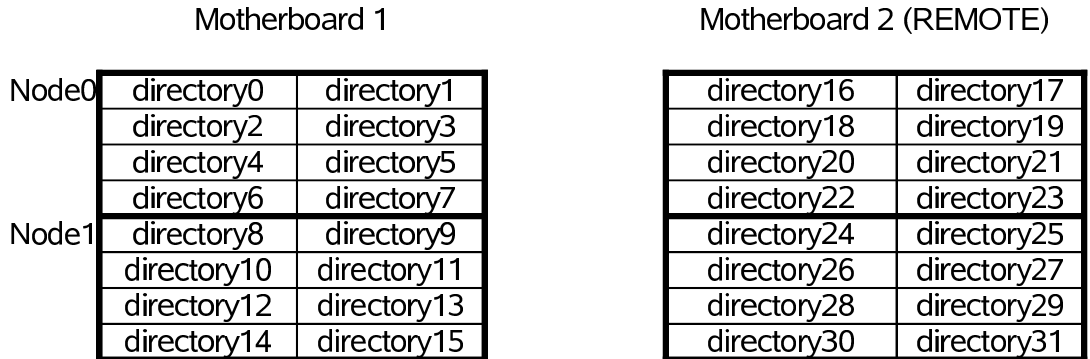 Motherboard 1 Motherboard 2 (REMOTE)
Node0 directory0 directory1 directory16 directory17
directory2 directory3 directory18 directory19
directory4 directory5 directory20 directory21
directory6 directory7 directory22 directory23
Node1 directory8 directory9 directory24 directory25
directory10 directory11 directory26 directory27
directory12 directory13 directory28 directory29
directory14 directory15 directory30 directory31